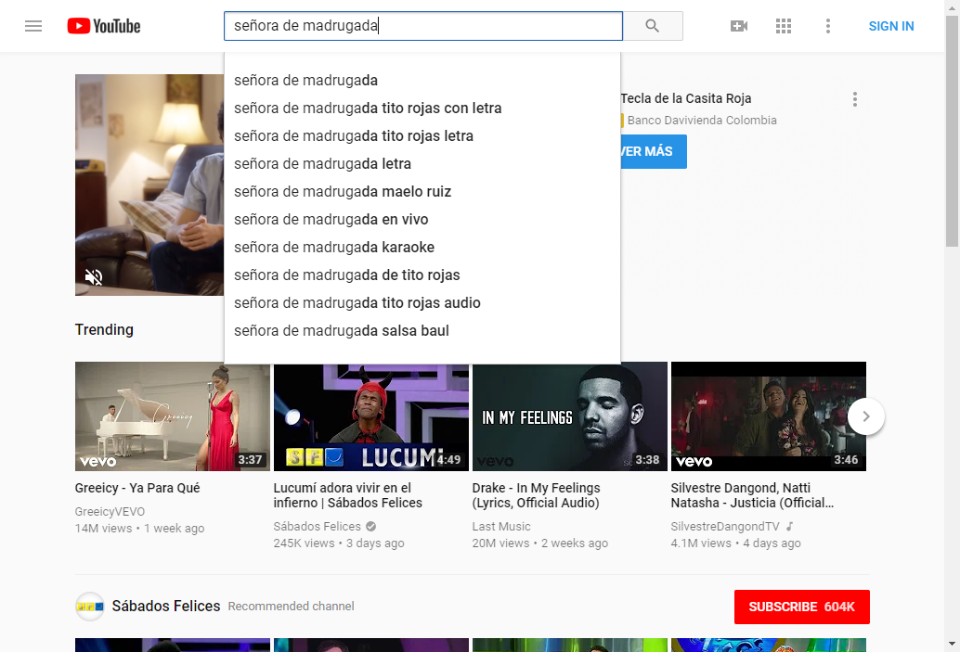 YouTube
señora de madrugada
SIGN IN
señora de madrugada
señora de madrugada tito rojas con letra
señora de madrugada tito rojas letra
señora de madrugada letra
señora de madrugada maelo ruiz
señora de madrugada en vivo
señora de madrugada karaoke
señora de madrugada de tito rojas
señora de madrugada tito rojas audio
señora de madrugada salsa baul
Tecla de la Casita Roja
Banco Davivienda Colombia
VER MÁS
Trending
Greeicy
vevo
3:37
SF
LUCUMÍ
4:49
IN MY FEELINGS
vevo
3:38
vevo
3:46
Greeicy - Ya Para Qué
GreeicyVEVO
14M views • 1 week ago
Lucumí adora vivir en el
infierno | Sábados Felices
Sábados Felices
245K views • 3 days ago
Drake - In My Feelings
(Lyrics, Official Audio)
Last Music
20M views • 2 weeks ago
Silvestre Dangond, Natti
Natasha - Justicia (Official...
SilvestreDangondTV
4.1M views • 4 days ago
Sábados Felices
Recommended channel
SUBSCRIBE 604K